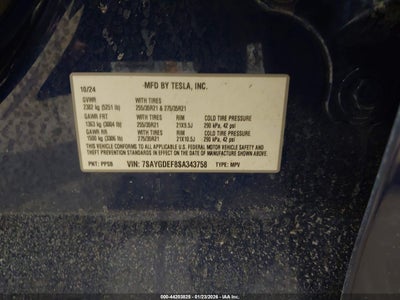 10/24 -MFD BY TESLA, INC.
GVWR WITH TIRES
2382 kg (5251 lb) 255/35R21 & 275/35R21
GAWR FRT WITH TIRES RIM COLD TIRE PRESSURE
1363 kg (3004 lb) 255/35R21 21X9.5J 290 kPa, 42 psi
GAWR RR WITH TIRES RIM COLD TIRE PRESSURE
1500 kg (3306 lb) 275/35R21 21X10.5J 290 kPa, 42 psi
THIS VEHICLE CONFORMS TO ALL APPLICABLE U.S. FEDERAL MOTOR VEHICLE SAFETY AND
THEFT PREVENTION STANDARDS IN EFFECT ON THE DATE OF MANUFACTURE SHOWN ABOVE.
PNT: PPSB VIN: 7SAYGDEF8SA343758 TYPE: MPV
000-44203825 - 01/23/2026 - IAA Inc.